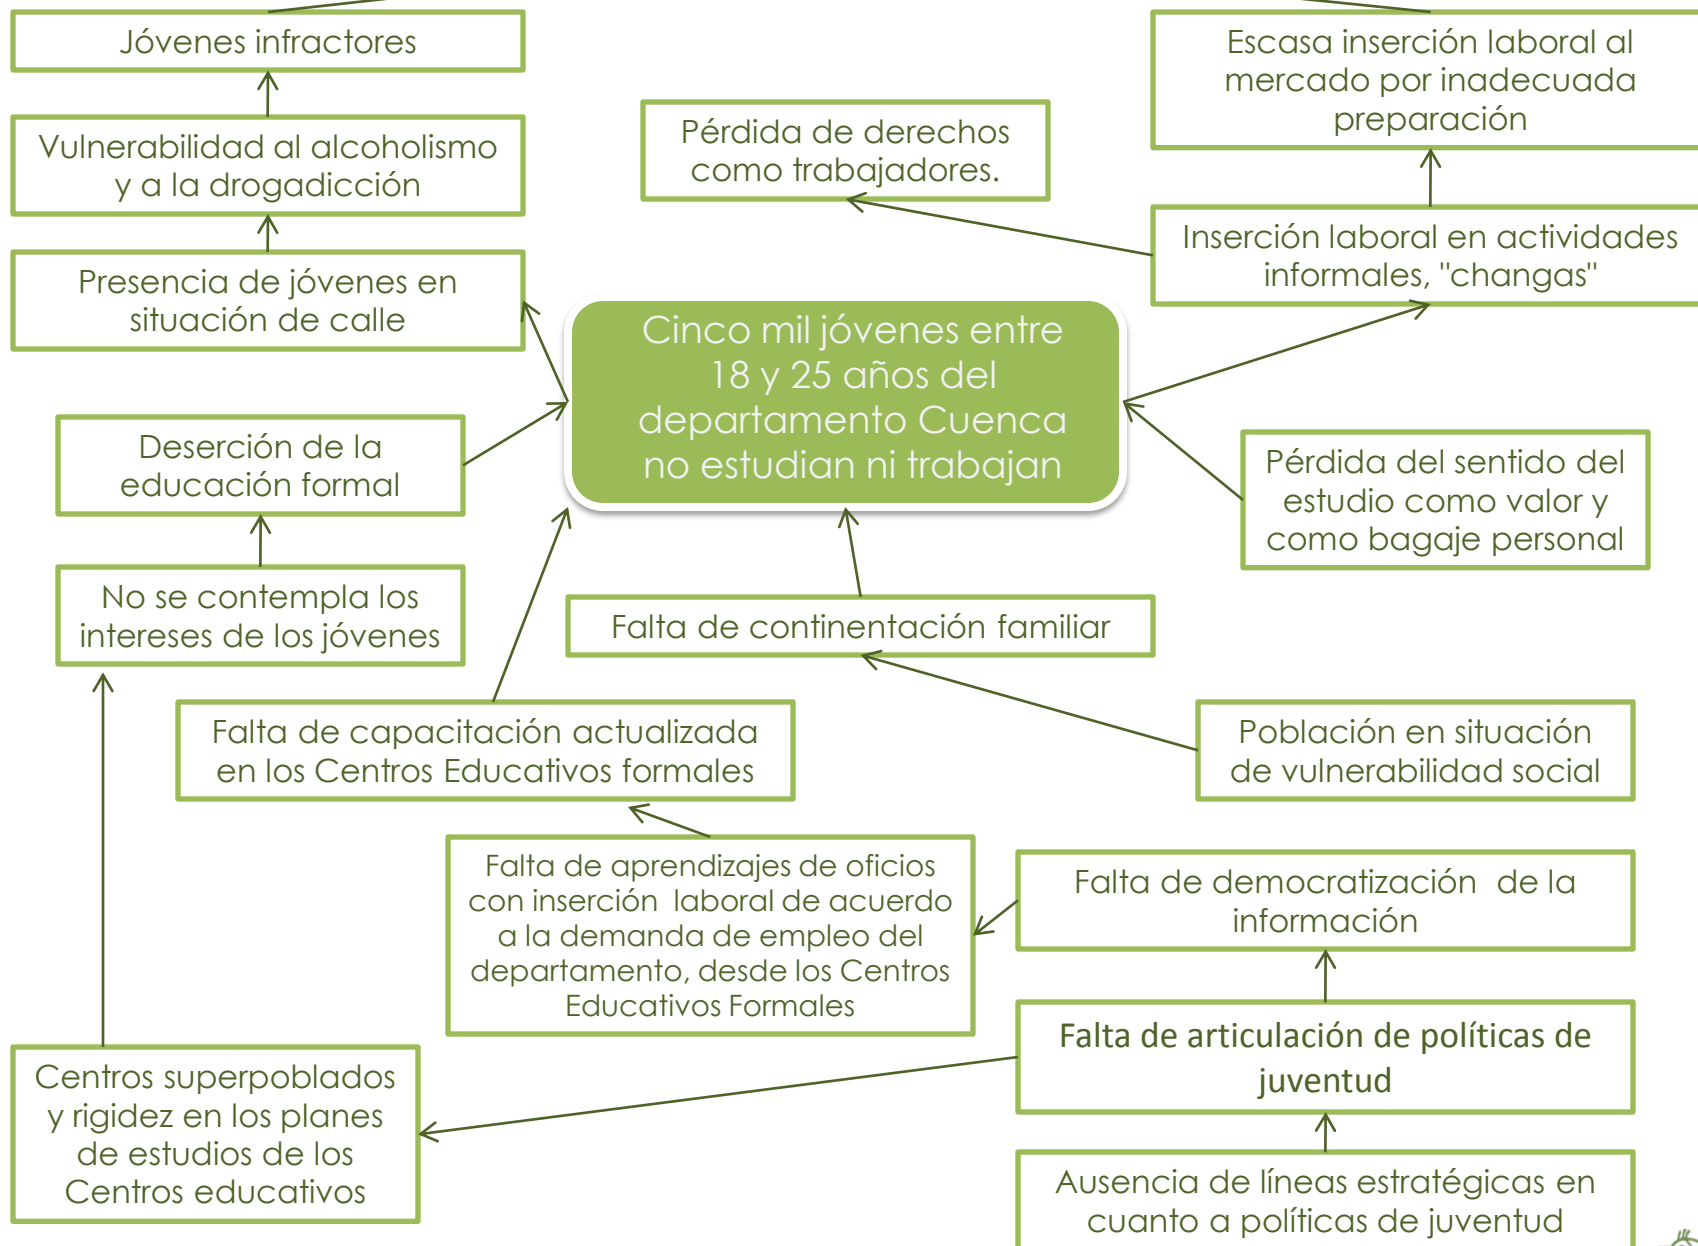 Jóvenes infractores
Escasa inserción laboral al
mercado por inadecuada
preparación
Vulnerabilidad al alcoholismo
y a la drogadicción
Pérdida de derechos
como trabajadores.
Inserción laboral en actividades
informales, "changas"
Presencia de jóvenes en
situación de calle
Cinco mil jóvenes entre
18 y 25 años del
departamento Cuenca
no estudian ni trabajan
Deserción de la
educación formal
Pérdida del sentido del
estudio como valor y
como bagaje personal
No se contempla los
intereses de los jóvenes
Falta de continentación familiar
Falta de capacitación actualizada
en los Centros Educativos formales
Población en situación
de vulnerabilidad social
Falta de aprendizajes de oficios
con inserción laboral de acuerdo
a la demanda de empleo del
departamento, desde los Centros
Educativos Formales
Falta de democratización de la
información
Falta de articulación de políticas de
juventud
Centros superpoblados
y rigidez en los planes
de estudios de los
Centros educativos
Ausencia de líneas estratégicas en
cuanto a políticas de juventud